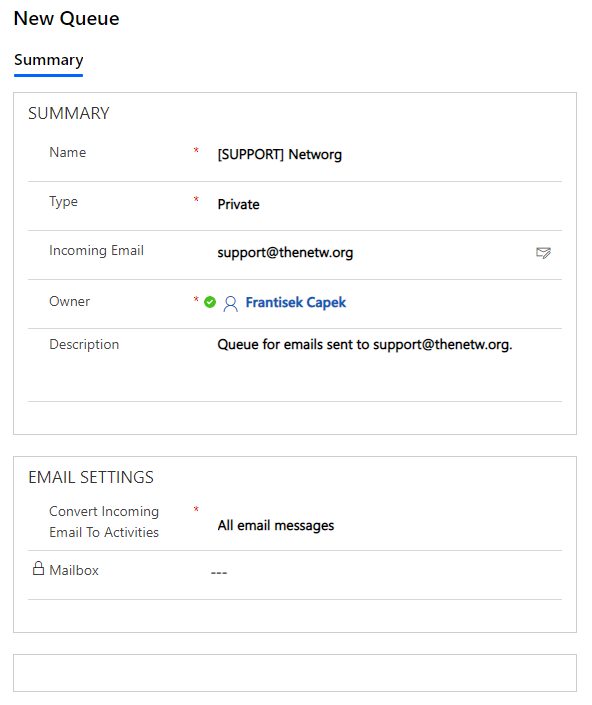 New Queue
Summary
SUMMARY
Name * [SUPPORT] Networg
Type * Private
Incoming Email support@thenetw.org
Owner * Frantisek Capek
Description Queue for emails sent to support@thenetw.org.
EMAIL SETTINGS
Convert Incoming *
Email To Activities All email messages
Mailbox ---